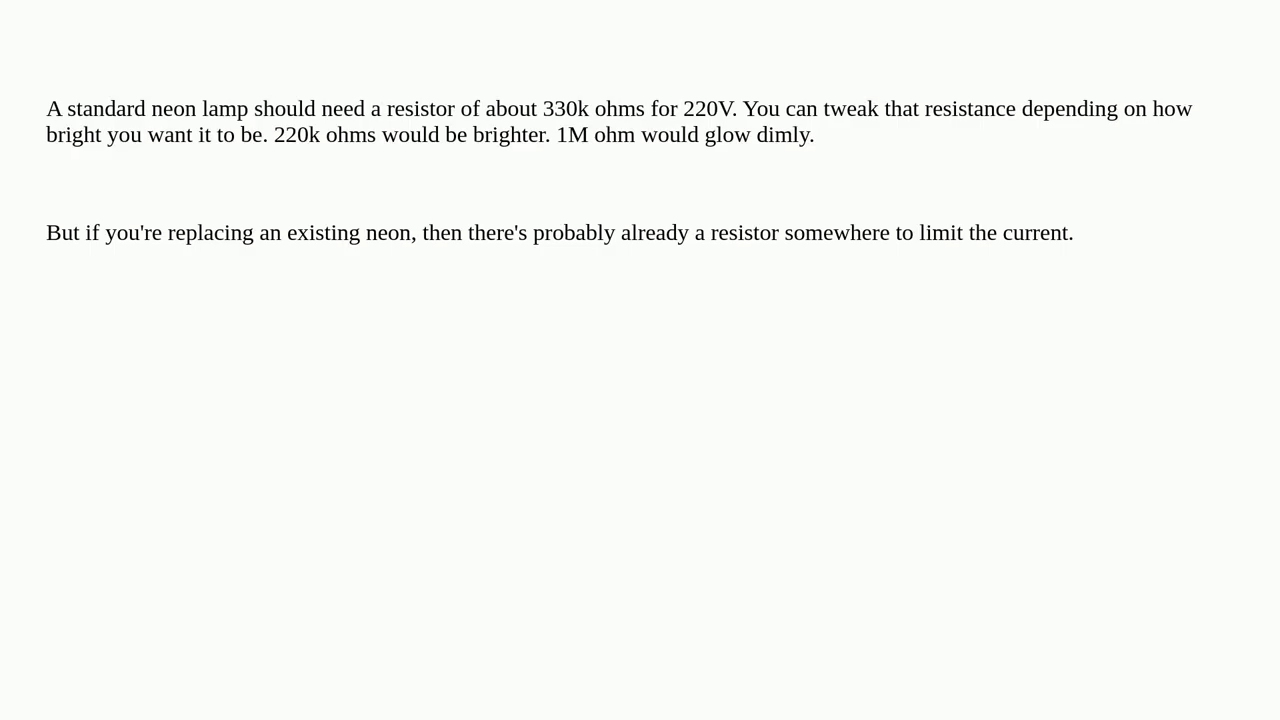 A standard neon lamp should need a resistor of about 330k ohms for 220V. You can tweak that resistance depending on how
bright you want it to be. 220k ohms would be brighter. 1M ohm would glow dimly.
But if you're replacing an existing neon, then there's probably already a resistor somewhere to limit the current.